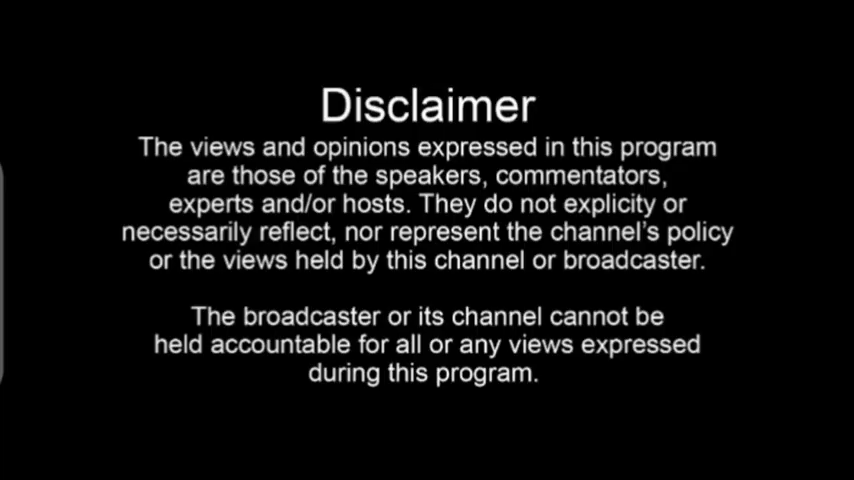 Disclaimer
The views and opinions expressed in this program
are those of the speakers, commentators,
experts and/or hosts. They do not explicity or
necessarily reflect, nor represent the channel's policy
or the views held by this channel or broadcaster.
The broadcaster or its channel cannot be
held accountable for all or any views expressed
during this program.